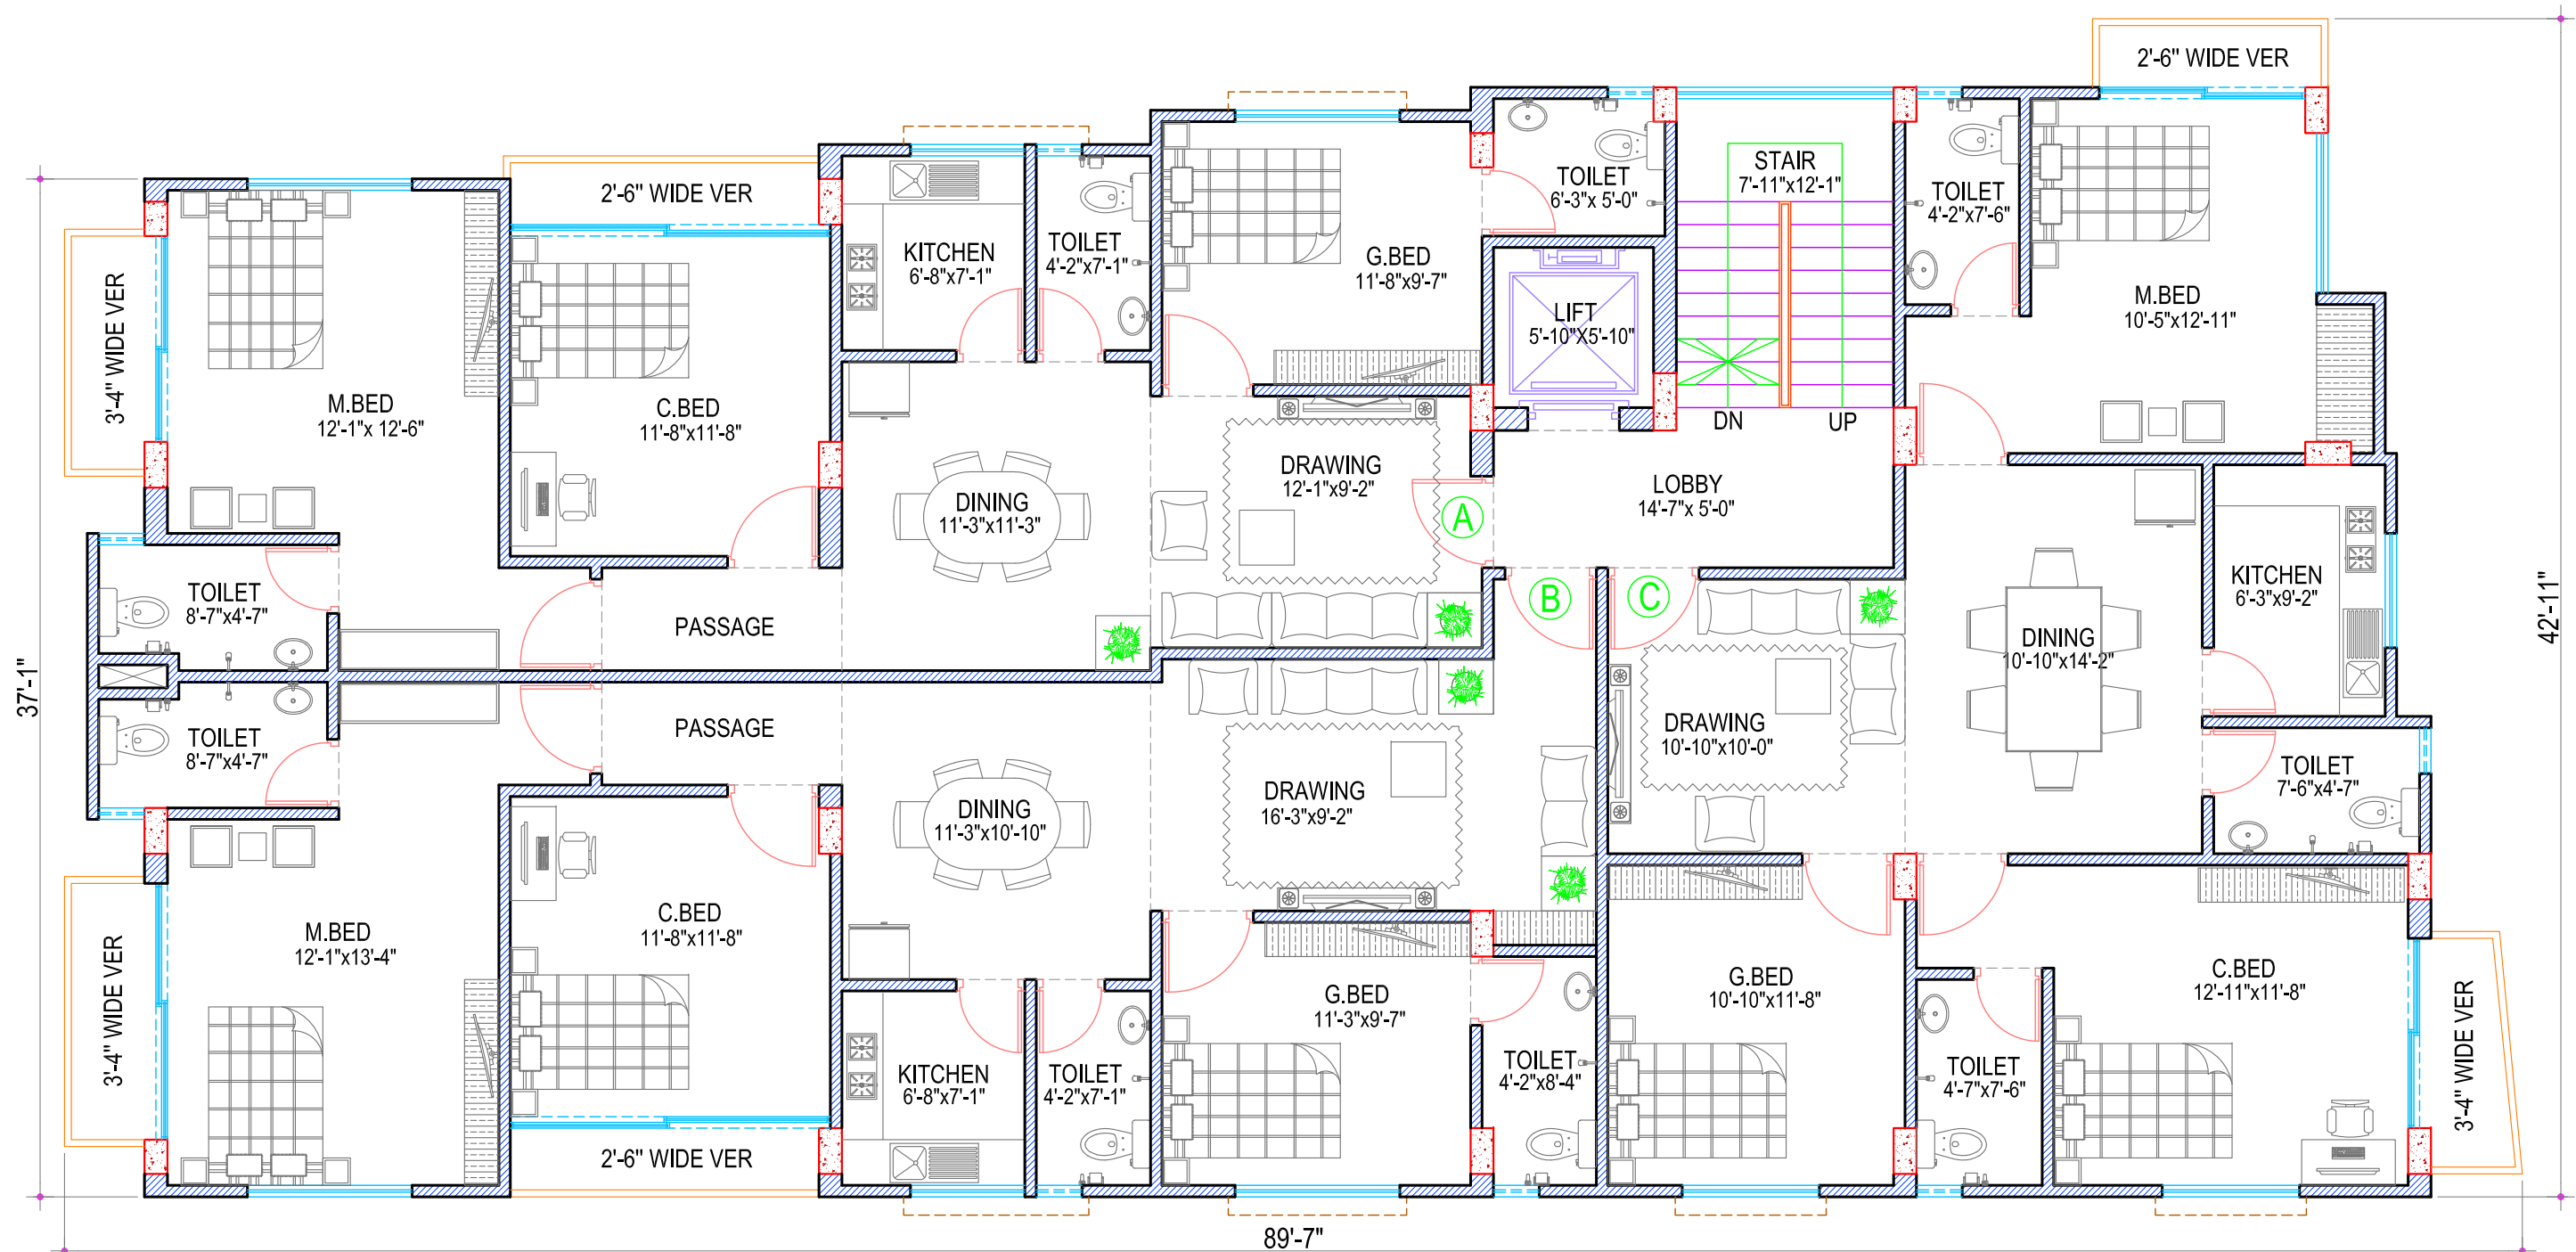 2'-6" WIDE VER
2'-6" WIDE VER
STAIR
7'-11"x12'-1"
TOILET
6'-3"x 5'-0"
TOILET
4'-2"x7'-6"
KITCHEN
6'-8"x7'-1"
TOILET
4'-2"x7'-1"
G.BED
11'-8"x9'-7"
LIFT
5'-10"X5'-10"
M.BED
10'-5"x12'-11"
3'-4" WIDE VER
M.BED
12'-1"x 12'-6"
C.BED
11'-8"x11'-8"
DN
UP
DRAWING
12'-1"x9'-2"
DINING
11'-3"x11'-3"
A
LOBBY
14'-7"x 5'-0"
TOILET
8'-7"x4'-7"
PASSAGE
B
C
KITCHEN
6'-3"x9'-2"
DINING
10'-10"x14'-2"
42'-11"
37'-1"
TOILET
8'-7"x4'-7"
PASSAGE
DRAWING
10'-10"x10'-0"
TOILET
7'-6"x4'-7"
DINING
11'-3"x10'-10"
DRAWING
16'-3"x9'-2"
3'-4" WIDE VER
M.BED
12'-1"x13'-4"
C.BED
11'-8"x11'-8"
G.BED
11'-3"x9'-7"
G.BED
10'-10"x11'-8"
C.BED
12'-11"x11'-8"
3'-4" WIDE VER
KITCHEN
6'-8"x7'-1"
TOILET
4'-2"x7'-1"
TOILET
4'-2"x8'-4"
TOILET
4'-7"x7'-6"
2'-6" WIDE VER
89'-7"